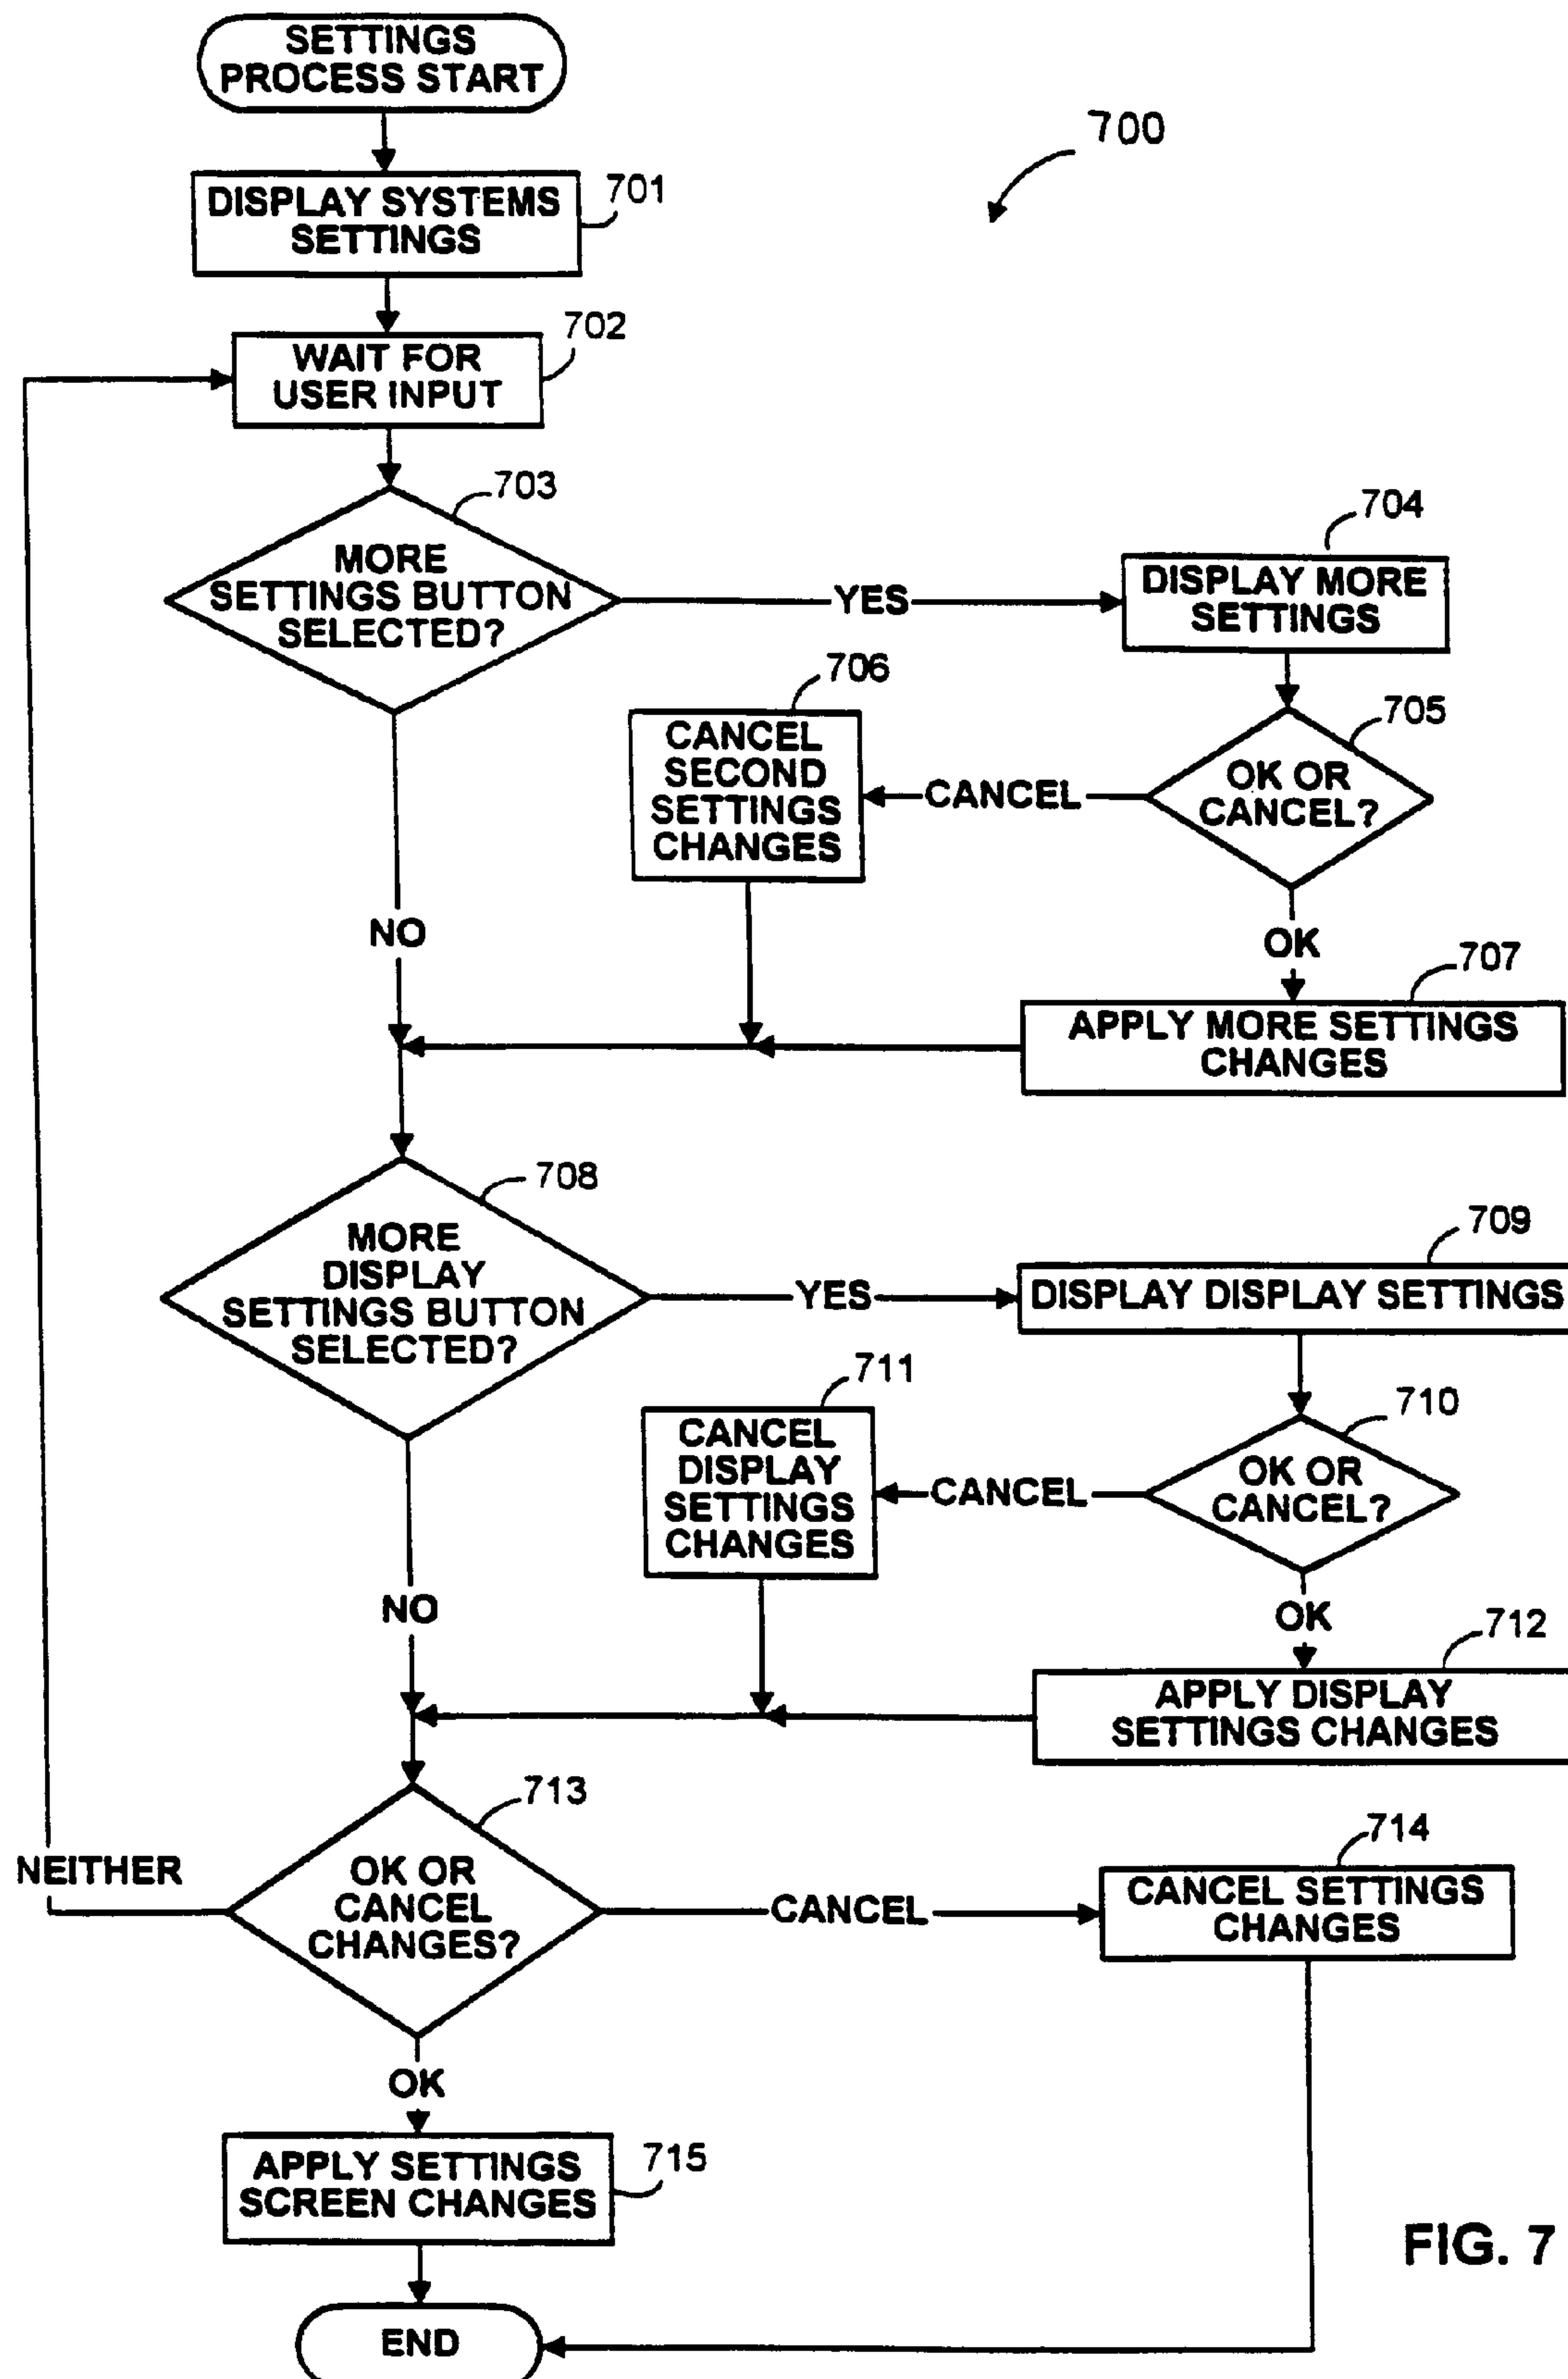 SETTINGS
PROCESS START
700
DISPLAY SYSTEMS
SETTINGS
701
WAIT FOR
USER INPUT
702
703
MORE
SETTINGS BUTTON
SELECTED?
YES
704
DISPLAY MORE
SETTINGS
706
CANCEL
SECOND
SETTINGS
CHANGES
CANCEL
705
OK OR
CANCEL?
NO
OK
707
APPLY MORE SETTINGS
CHANGES
708
MORE
DISPLAY
SETTINGS BUTTON
SELECTED?
YES
709
DISPLAY DISPLAY SETTINGS
711
CANCEL
DISPLAY
SETTINGS
CHANGES
CANCEL
710
OK OR
CANCEL?
NO
OK
712
APPLY DISPLAY
SETTINGS CHANGES
713
NEITHER
OK OR
CANCEL
CHANGES?
CANCEL
714
CANCEL SETTINGS
CHANGES
OK
APPLY SETTINGS
SCREEN CHANGES
715
FIG. 7
END